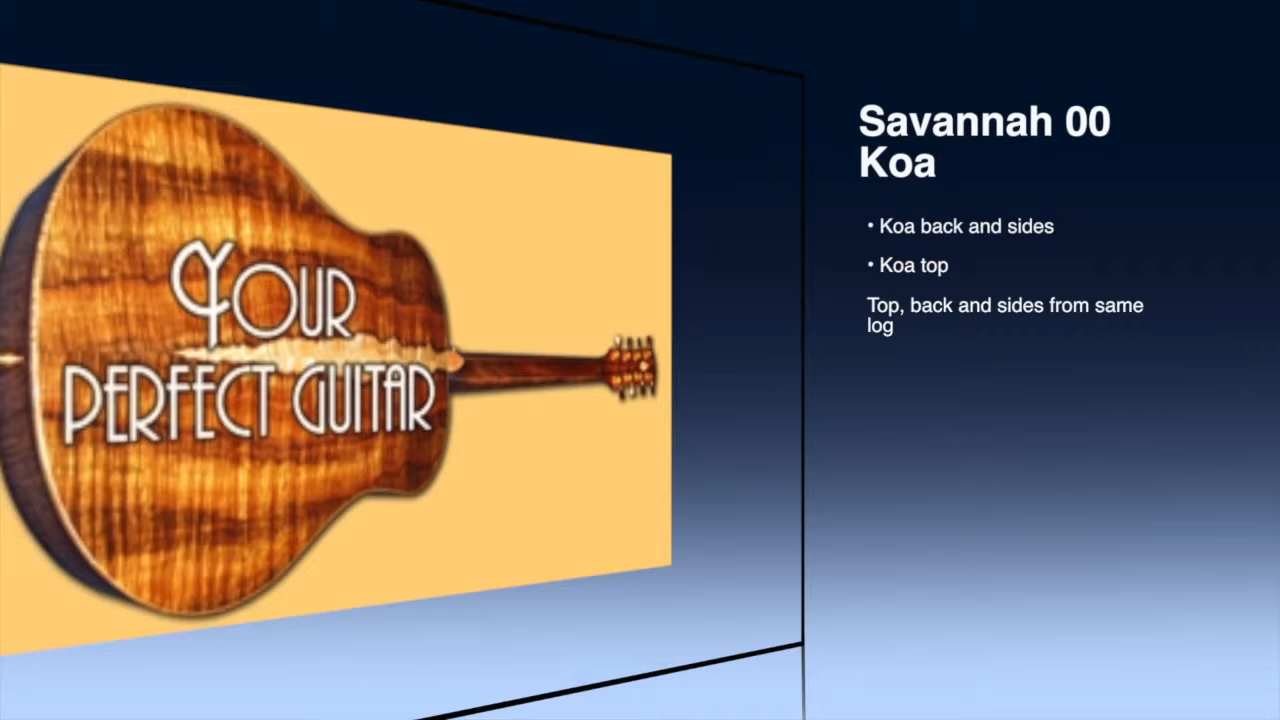 YOUR
PERFECT GUITAR
Savannah 00
Koa
• Koa back and sides
• Koa top
Top, back and sides from same
log